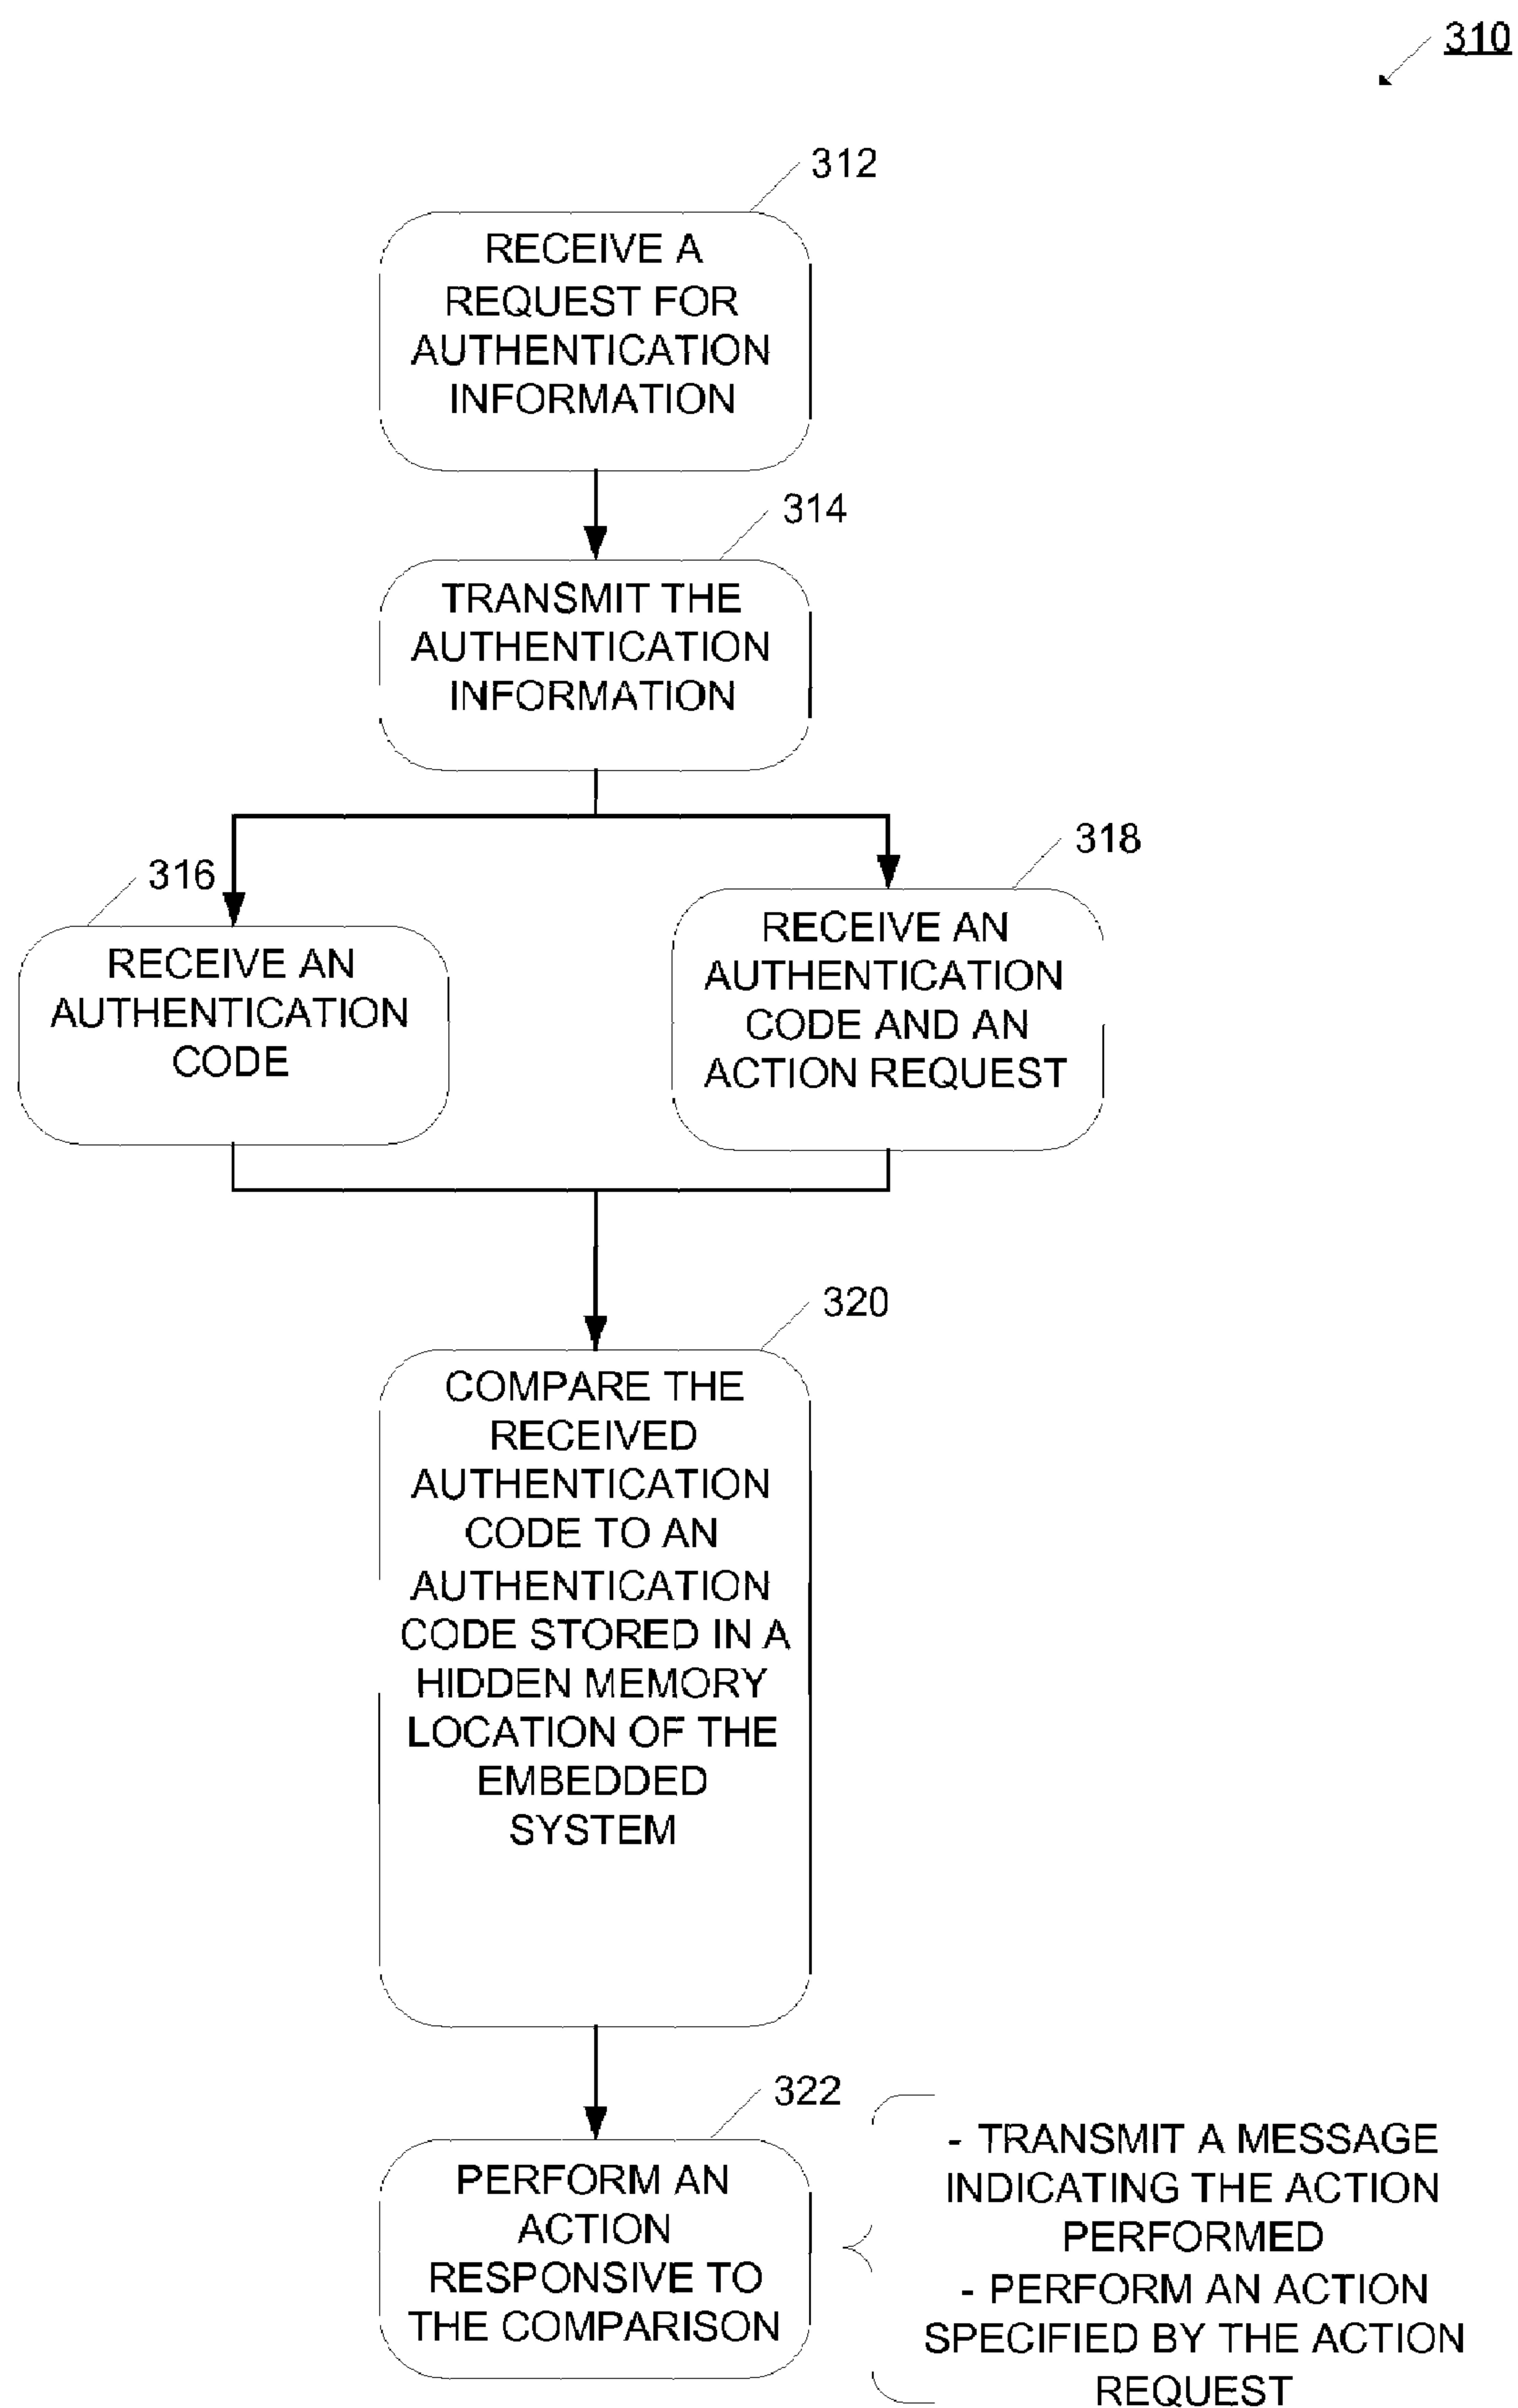 310
312
RECEIVE A
REQUEST FOR
AUTHENTICATION
INFORMATION
314
TRANSMIT THE
AUTHENTICATION
INFORMATION
316
RECEIVE AN
AUTHENTICATION
CODE
318
RECEIVE AN
AUTHENTICATION
CODE AND AN
ACTION REQUEST
320
COMPARE THE
RECEIVED
AUTHENTICATION
CODE TO AN
AUTHENTICATION
CODE STORED IN A
HIDDEN MEMORY
LOCATION OF THE
EMBEDDED
SYSTEM
322
PERFORM AN
ACTION
RESPONSIVE TO
THE COMPARISON
- TRANSMIT A MESSAGE
INDICATING THE ACTION
PERFORMED
- PERFORM AN ACTION
SPECIFIED BY THE ACTION
REQUEST